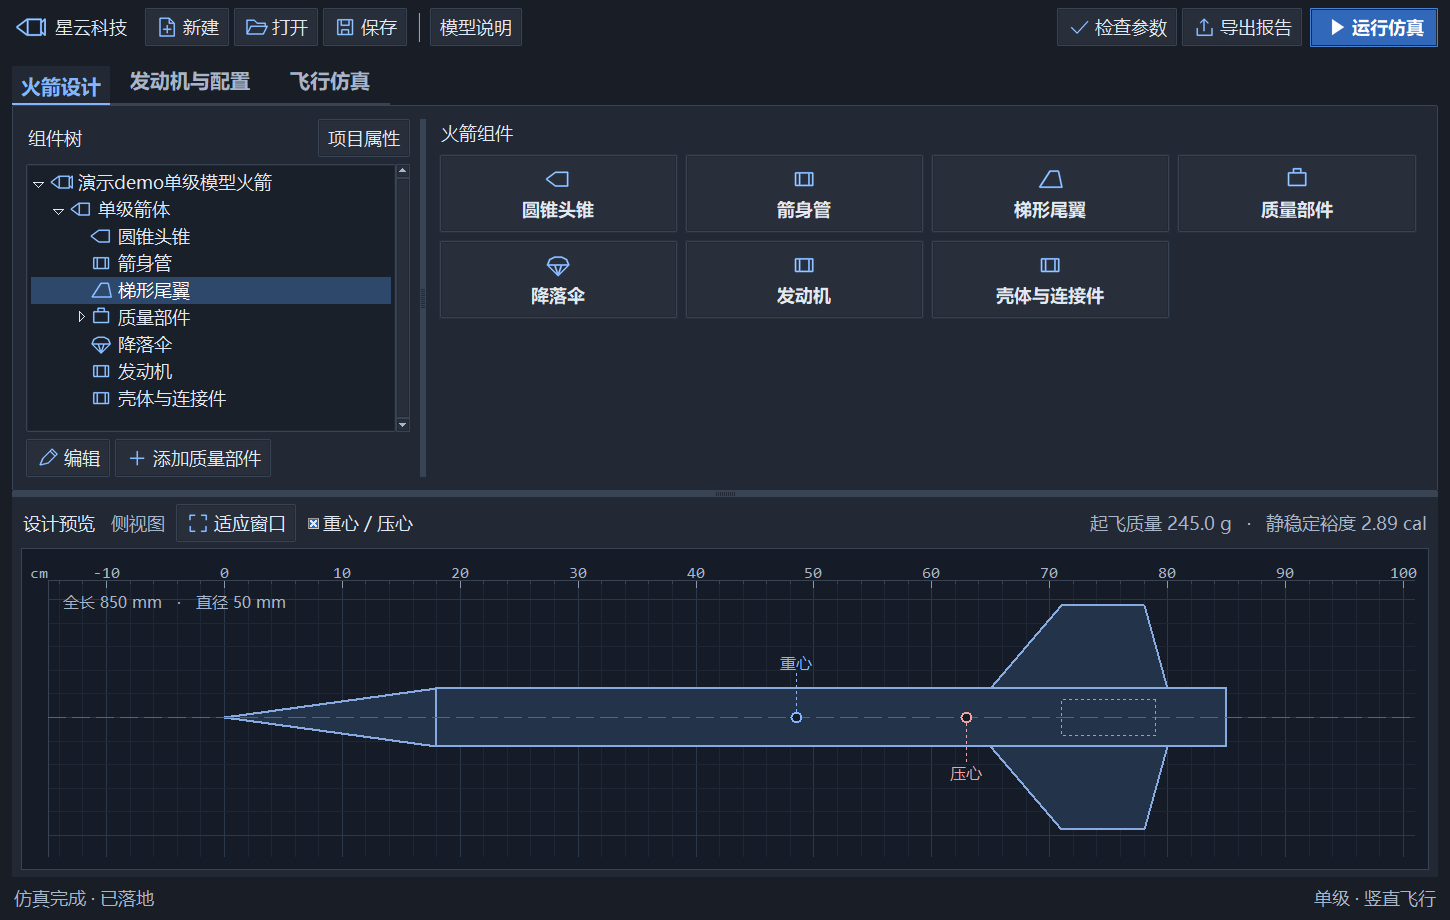 星云科技 新建 打开 保存 模型说明 检查参数 导出报告 运行仿真
火箭设计 发动机与配置 飞行仿真
组件树 项目属性
演示demo单级模型火箭
单级箭体
圆锥头锥
箭身管
梯形尾翼
质量部件
降落伞
发动机
壳体与连接件
编辑 添加质量部件
火箭组件
圆锥头锥 箭身管 梯形尾翼 质量部件
降落伞 发动机 壳体与连接件
设计预览 侧视图 适应窗口 重心 / 压心 起飞质量 245.0 g · 静稳定裕度 2.89 cal
cm -10 0 10 20 30 40 50 60 70 80 90 100
全长 850 mm · 直径 50 mm
重心
压心
仿真完成 · 已落地 单级 · 竖直飞行